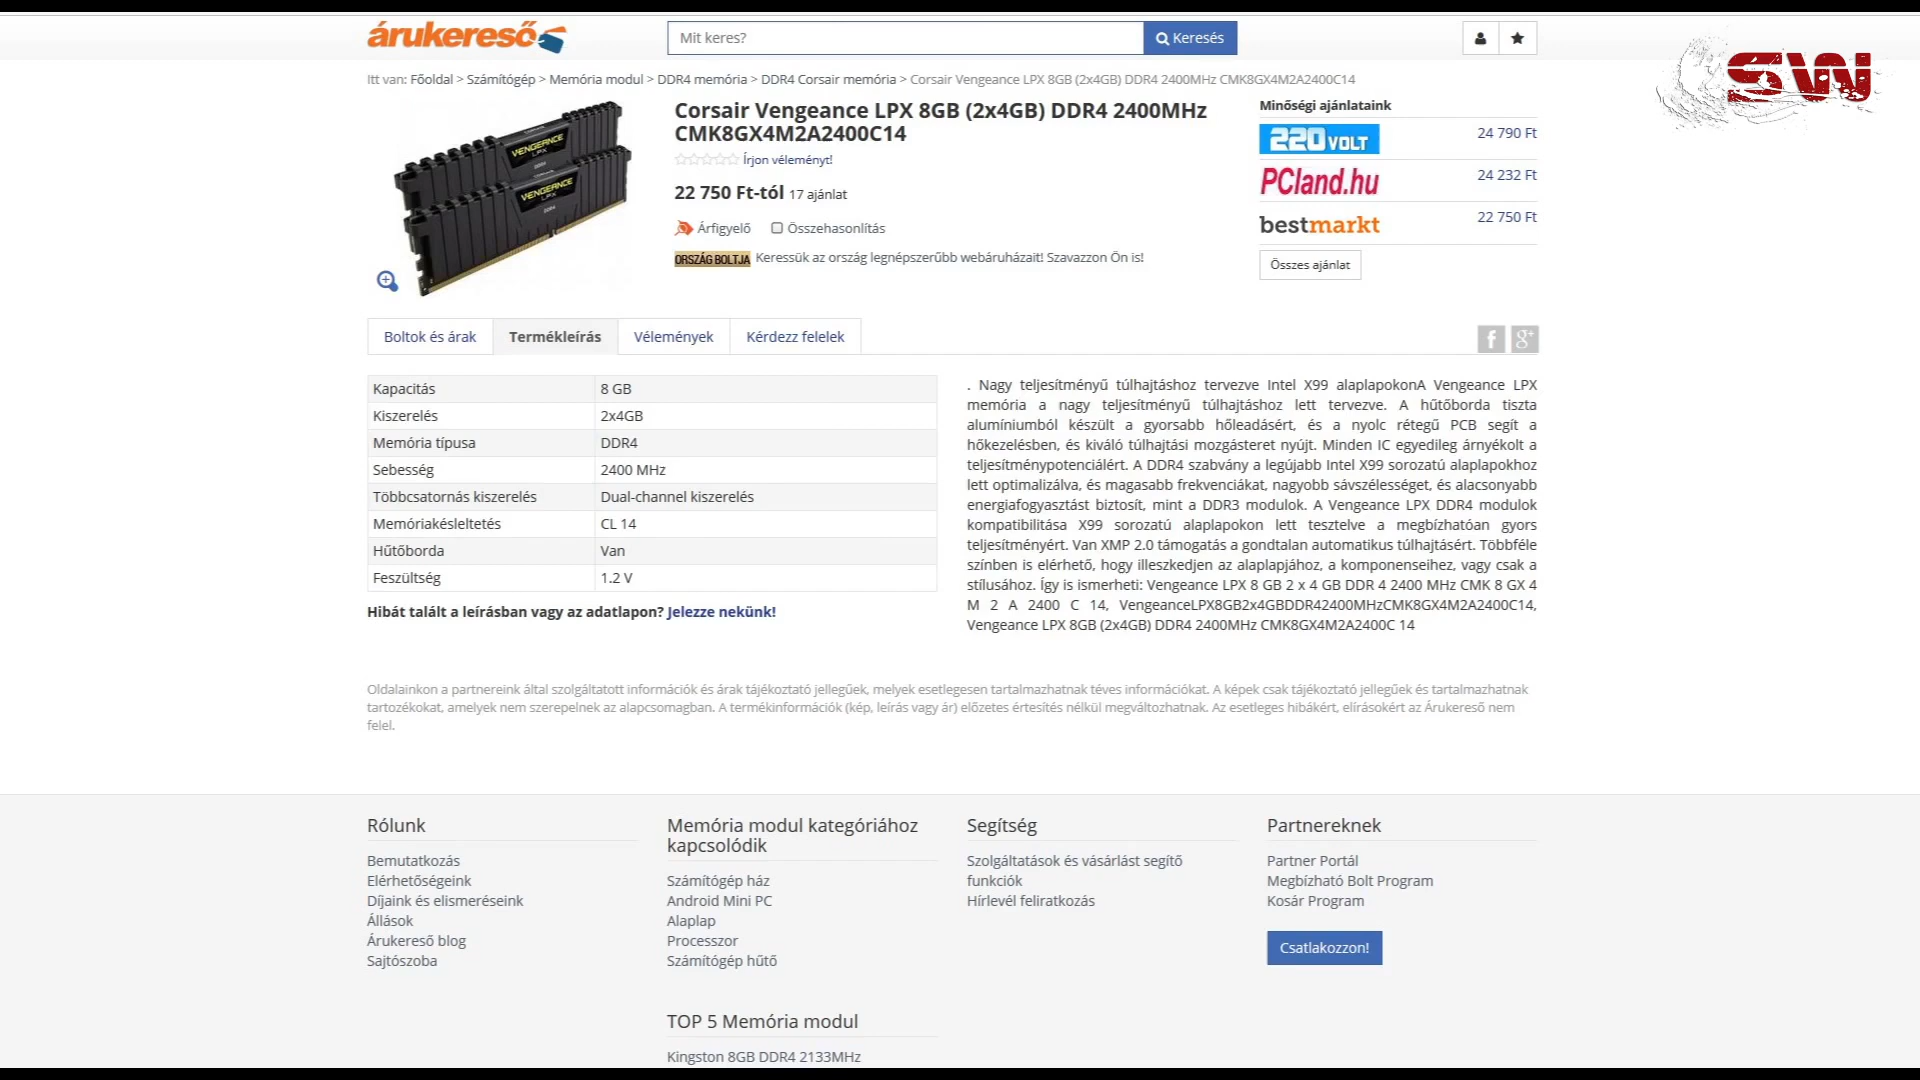 árukereső
Mit keres?
Keresés
SW
Itt van: Főoldal > Számítógép > Memória modul > DDR4 memória > DDR4 Corsair memória > Corsair Vengeance LPX 8GB (2x4GB) DDR4 2400MHz CMK8GX4M2A2400C14
VENGEANCE
LPX
DDR4
VENGEANCE
LPX
DDR4
Corsair Vengeance LPX 8GB (2x4GB) DDR4 2400MHz
CMK8GX4M2A2400C14
Írjon véleményt!
22 750 Ft-tól 17 ajánlat
Árfigyelő Összehasonlítás
ORSZÁG BOLTJA Keressük az ország legnépszerűbb webáruházait! Szavazzon Ön is!
Minőségi ajánlataink
220VOLT 24 790 Ft
PCland.hu 24 232 Ft
bestmarkt 22 750 Ft
Összes ajánlat
Boltok és árak Termékleírás Vélemények Kérdezz felelek
f g+
Kapacitás 8 GB
Kiszerelés 2x4GB
Memória típusa DDR4
Sebesség 2400 MHz
Többcsatornás kiszerelés Dual-channel kiszerelés
Memóriakésleltetés CL 14
Hűtőborda Van
Feszültség 1.2 V
Hibát talált a leírásban vagy az adatlapon? Jelezze nekünk!
. Nagy teljesítményű túlhajtáshoz tervezve Intel X99 alaplapokonA Vengeance LPX
memória a nagy teljesítményű túlhajtáshoz lett tervezve. A hűtőborda tiszta
alumíniumból készült a gyorsabb hőleadásért, és a nyolc rétegű PCB segít a
hőkezelésben, és kiváló túlhajtási mozgásteret nyújt. Minden IC egyedileg árnyékolt a
teljesítménypotenciálért. A DDR4 szabvány a legújabb Intel X99 sorozatú alaplapokhoz
lett optimalizálva, és magasabb frekvenciákat, nagyobb sávszélességet, és alacsonyabb
energiafogyasztást biztosít, mint a DDR3 modulok. A Vengeance LPX DDR4 modulok
kompatibilitása X99 sorozatú alaplapokon lett tesztelve a megbízhatóan gyors
teljesítményért. Van XMP 2.0 támogatás a gondtalan automatikus túlhajtásért. Többféle
színben is elérhető, hogy illeszkedjen az alaplapjához, a komponenseihez, vagy csak a
stílusához. Így is ismerheti: Vengeance LPX 8 GB 2 x 4 GB DDR 4 2400 MHz CMK 8 GX 4
M 2 A 2400 C 14, VengeanceLPX8GB2x4GBDDR42400MHzCMK8GX4M2A2400C14,
Vengeance LPX 8GB (2x4GB) DDR4 2400MHz CMK8GX4M2A2400C 14
Oldalainkon a partnereink által szolgáltatott információk és árak tájékoztató jellegűek, melyek esetlegesen tartalmazhatnak téves információkat. A képek csak tájékoztató jellegűek és tartalmazhatnak
tartozékokat, amelyek nem szerepelnek az alapcsomagban. A termékinformációk (kép, leírás vagy ár) előzetes értesítés nélkül megváltozhatnak. Az esetleges hibákért, elírásokért az Árukereső nem
felel.
Rólunk
Bemutatkozás
Elérhetőségeink
Díjaink és elismeréseink
Állások
Árukereső blog
Sajtószoba
Memória modul kategóriához
kapcsolódik
Számítógép ház
Android Mini PC
Alaplap
Processzor
Számítógép hűtő
TOP 5 Memória modul
Kingston 8GB DDR4 2133MHz
Segítség
Szolgáltatások és vásárlást segítő
funkciók
Hírlevél feliratkozás
Partnereknek
Partner Portál
Megbízható Bolt Program
Kosár Program
Csatlakozzon!